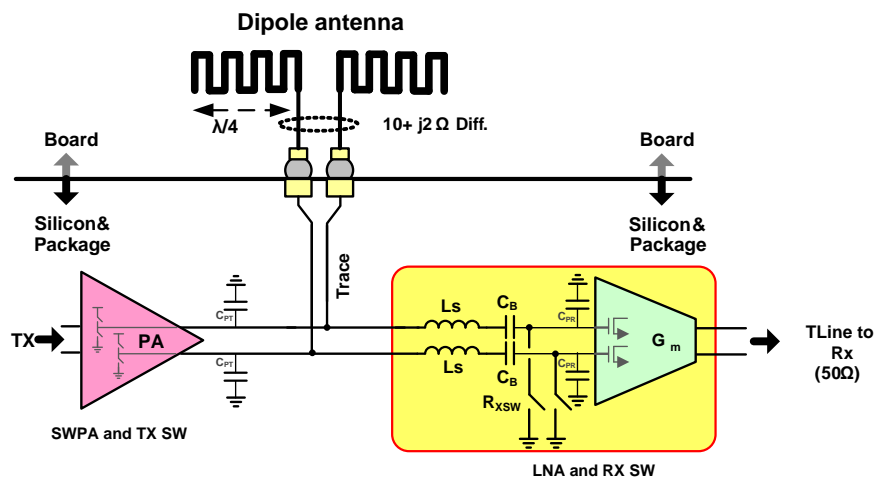 Dipole antenna
λ/4
10+ j2 Ω Diff.
Board
Board
Silicon&
Package
Silicon&
Package
Trace
TX
PA
CPT
CPT
SWPA and TX SW
Ls
Ls
CB
CB
CPR
CPR
RXSW
Gm
LNA and RX SW
TLine to
Rx
(50Ω)